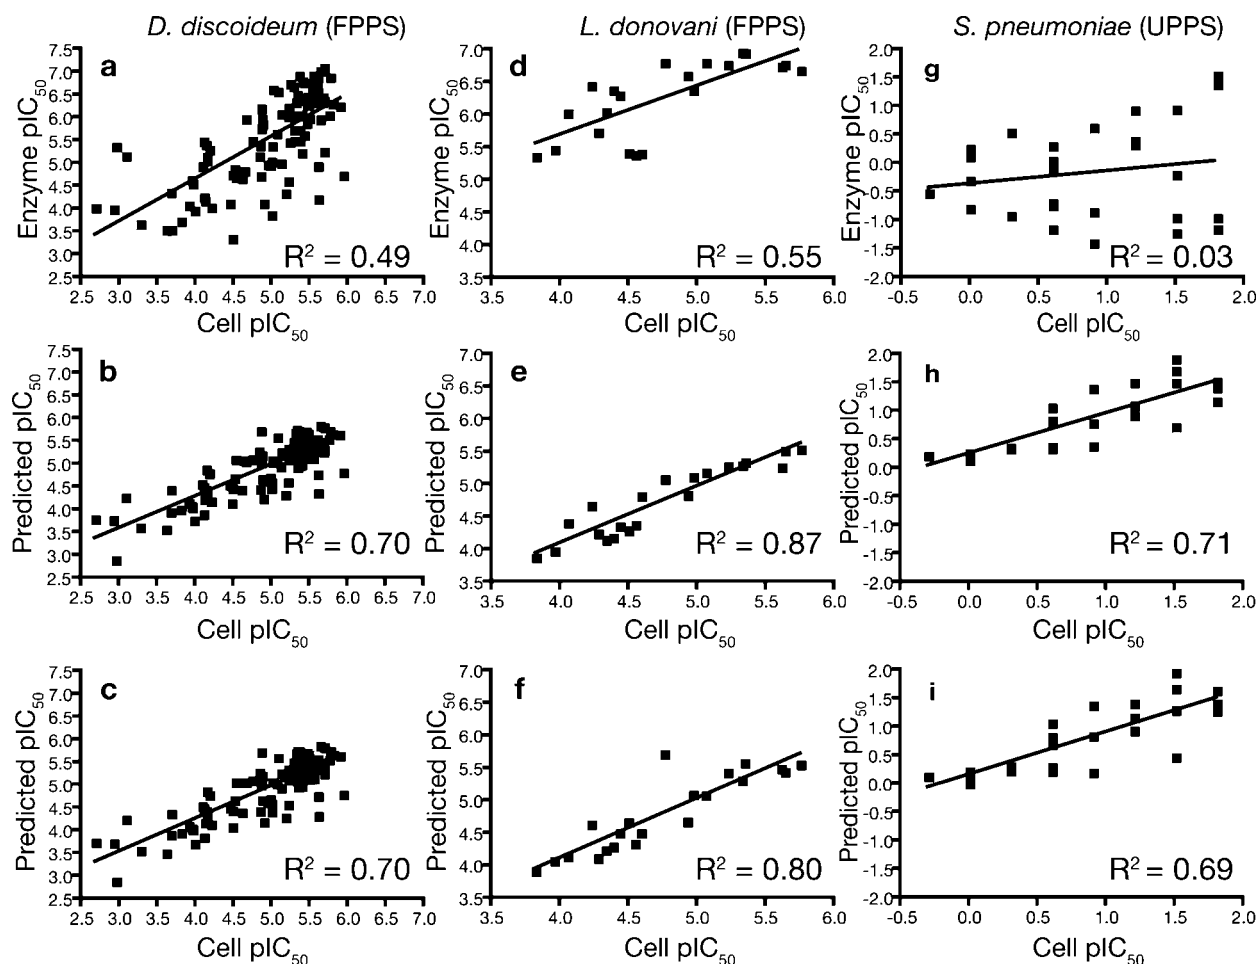 D. discoideum (FPPS)
L. donovani (FPPS)
S. pneumoniae (UPPS)
a
Enzyme pIC50
7.5
7.0
6.5
6.0
5.5
5.0
4.5
4.0
3.5
3.0
2.5
R2 = 0.49
2.5 3.0 3.5 4.0 4.5 5.0 5.5 6.0 6.5 7.0
Cell pIC50
d
Enzyme pIC50
7.0
6.5
6.0
5.5
5.0
4.5
4.0
3.5
R2 = 0.55
3.5 4.0 4.5 5.0 5.5 6.0
Cell pIC50
g
Enzyme pIC50
2.0
1.5
1.0
0.5
0.0
-0.5
-1.0
-1.5
-2.0
R2 = 0.03
-0.5 0.0 0.5 1.0 1.5 2.0
Cell pIC50
b
Predicted pIC50
7.5
7.0
6.5
6.0
5.5
5.0
4.5
4.0
3.5
3.0
2.5
R2 = 0.70
2.5 3.0 3.5 4.0 4.5 5.0 5.5 6.0 6.5 7.0
Cell pIC50
e
Predicted pIC50
7.0
6.5
6.0
5.5
5.0
4.5
4.0
3.5
R2 = 0.87
3.5 4.0 4.5 5.0 5.5 6.0
Cell pIC50
h
Predicted pIC50
2.0
1.5
1.0
0.5
0.0
-0.5
-1.0
-1.5
-2.0
R2 = 0.71
-0.5 0.0 0.5 1.0 1.5 2.0
Cell pIC50
c
Predicted pIC50
7.5
7.0
6.5
6.0
5.5
5.0
4.5
4.0
3.5
3.0
2.5
R2 = 0.70
2.5 3.0 3.5 4.0 4.5 5.0 5.5 6.0 6.5 7.0
Cell pIC50
f
Predicted pIC50
7.0
6.5
6.0
5.5
5.0
4.5
4.0
3.5
R2 = 0.80
3.5 4.0 4.5 5.0 5.5 6.0
Cell pIC50
i
Predicted pIC50
2.0
1.5
1.0
0.5
0.0
-0.5
-1.0
-1.5
-2.0
R2 = 0.69
-0.5 0.0 0.5 1.0 1.5 2.0
Cell pIC50